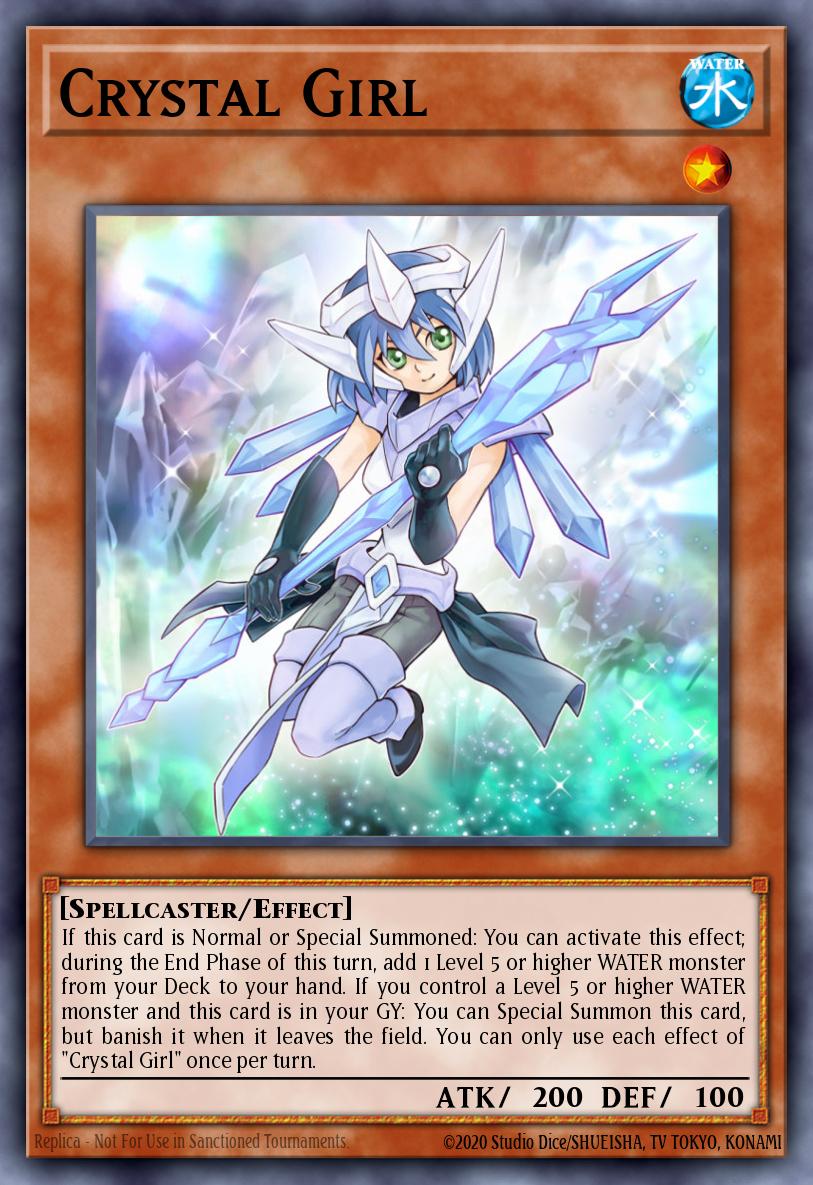 Crystal Girl
WATER
水
[Spellcaster/Effect]
If this card is Normal or Special Summoned: You can activate this effect;
during the End Phase of this turn, add 1 Level 5 or higher WATER monster
from your Deck to your hand. If you control a Level 5 or higher WATER
monster and this card is in your GY: You can Special Summon this card,
but banish it when it leaves the field. You can only use each effect of
"Crystal Girl" once per turn.
ATK/ 200 DEF/ 100
Replica - Not For Use in Sanctioned Tournaments.
©2020 Studio Dice/SHUEISHA, TV TOKYO, KONAMI